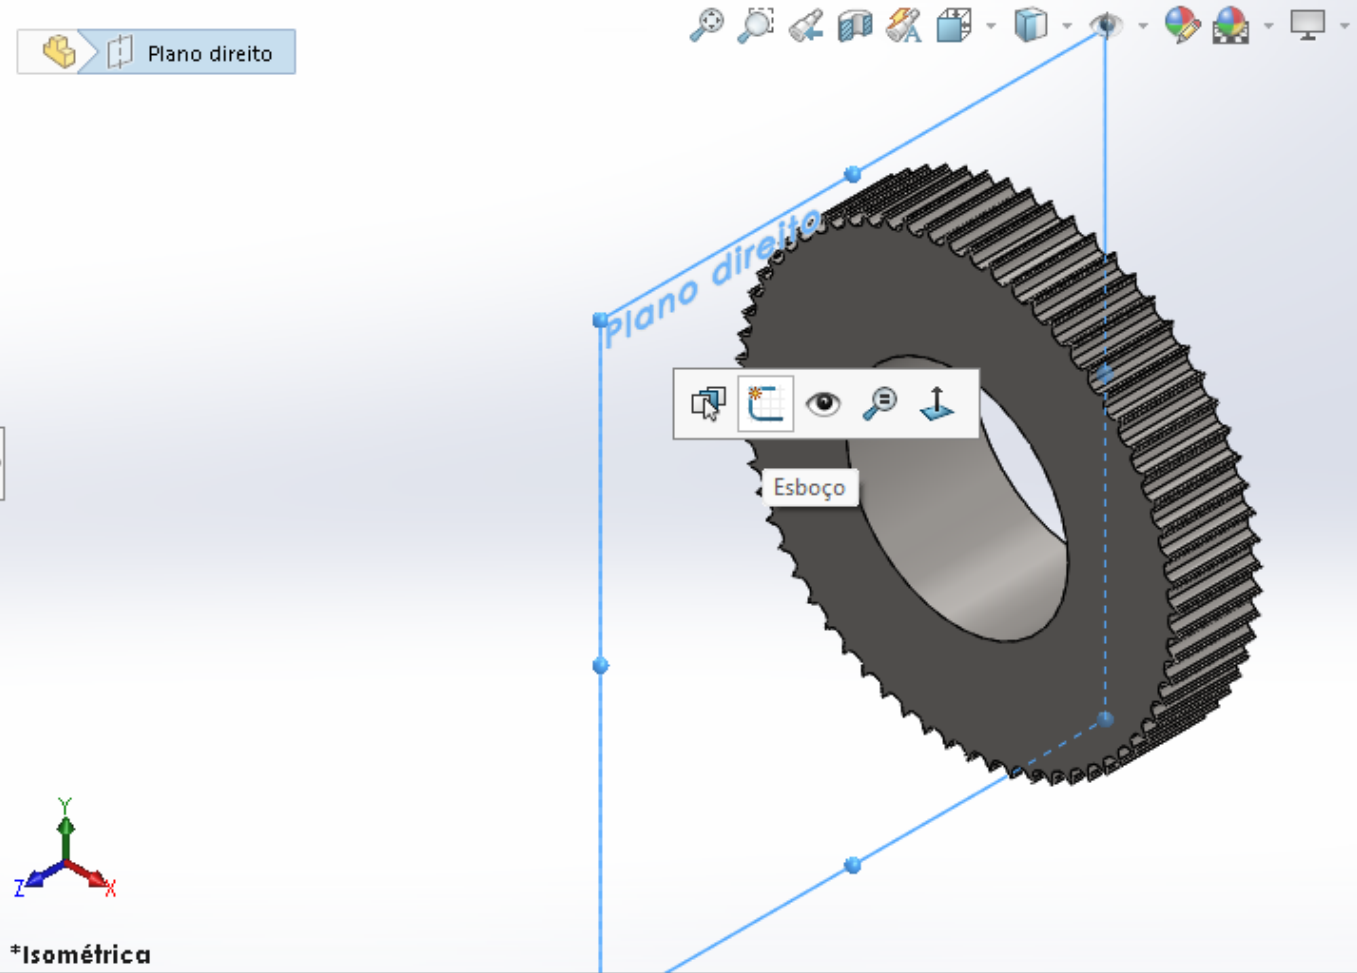 Plano direito
Plano direito
Esboço
Y
Z
X
*Isométrica